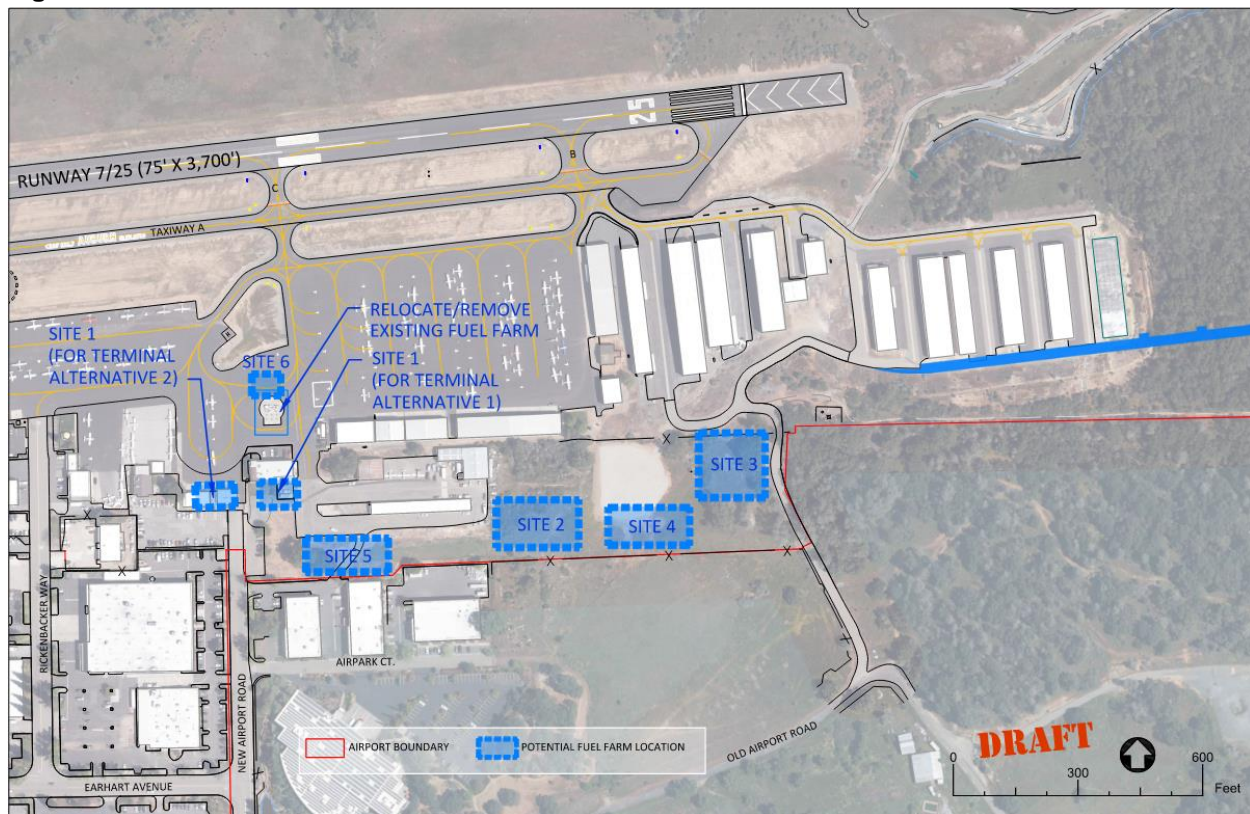 25
B
RUNWAY 7/25 (75' X 3,700')
C
TAXIWAY A
RELOCATE/REMOVE
EXISTING FUEL FARM
SITE 1
(FOR TERMINAL
ALTERNATIVE 2)
SITE 6
SITE 1
(FOR TERMINAL
ALTERNATIVE 1)
SITE 3
SITE 2
SITE 4
SITE 5
RICKENBACKER WAY
NEW AIRPORT ROAD
AIRPARK CT.
OLD AIRPORT ROAD
EARHART AVENUE
AIRPORT BOUNDARY
POTENTIAL FUEL FARM LOCATION
DRAFT
0 300 600
Feet